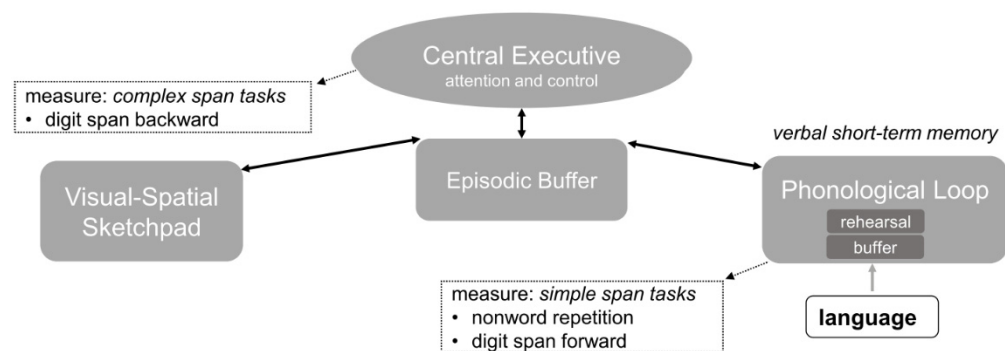 Central Executive
attention and control
measure: complex span tasks
• digit span backward
verbal short-term memory
Visual-Spatial
Sketchpad
Episodic Buffer
Phonological Loop
rehearsal
buffer
measure: simple span tasks
• nonword repetition
• digit span forward
language